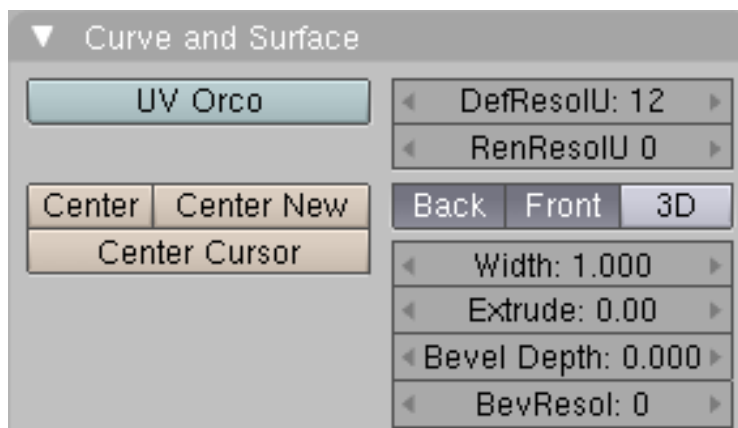 Curve and Surface
UV Orco
DefResolU: 12
RenResolU 0
Center
Center New
Center Cursor
Back
Front
3D
Width: 1.000
Extrude: 0.00
Bevel Depth: 0.000
BevResol: 0